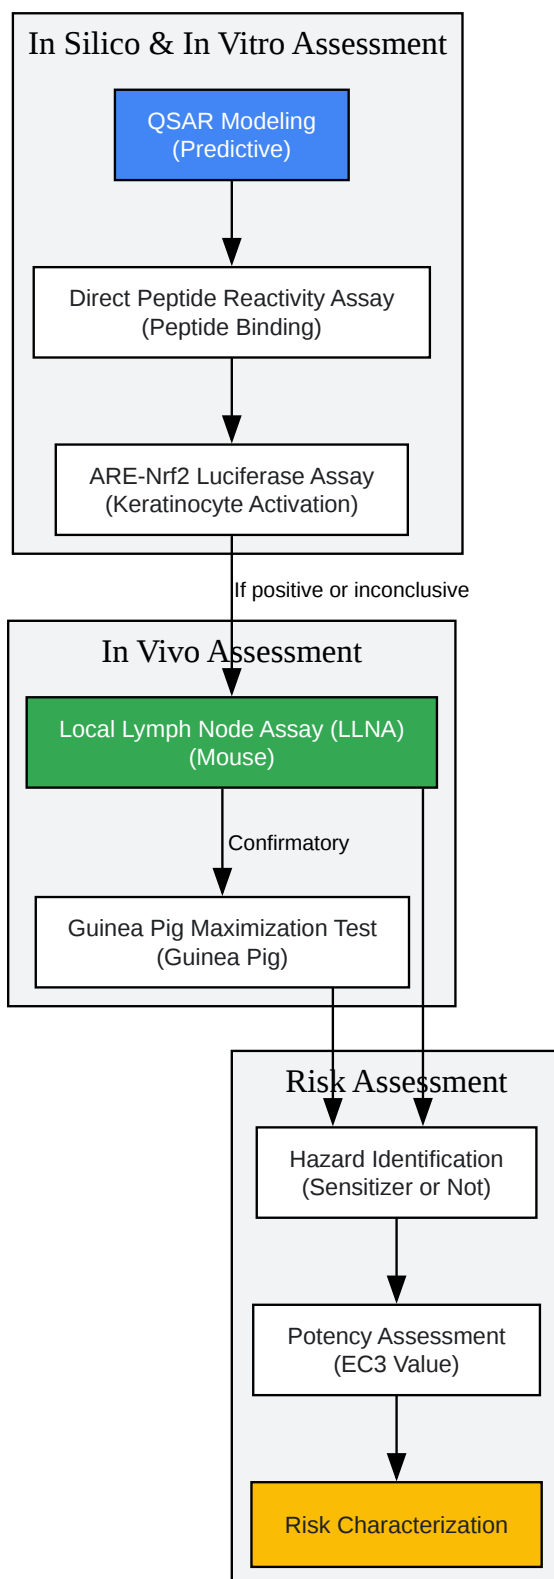 In Silico & In Vitro Assessment
QSAR Modeling
(Predictive)
Direct Peptide Reactivity Assay
(Peptide Binding)
ARE-Nrf2 Luciferase Assay
(Keratinocyte Activation)
If positive or inconclusive
In Vivo Assessment
Local Lymph Node Assay (LLNA)
(Mouse)
Confirmatory
Guinea Pig Maximization Test
(Guinea Pig)
Risk Assessment
Hazard Identification
(Sensitizer or Not)
Potency Assessment
(EC3 Value)
Risk Characterization